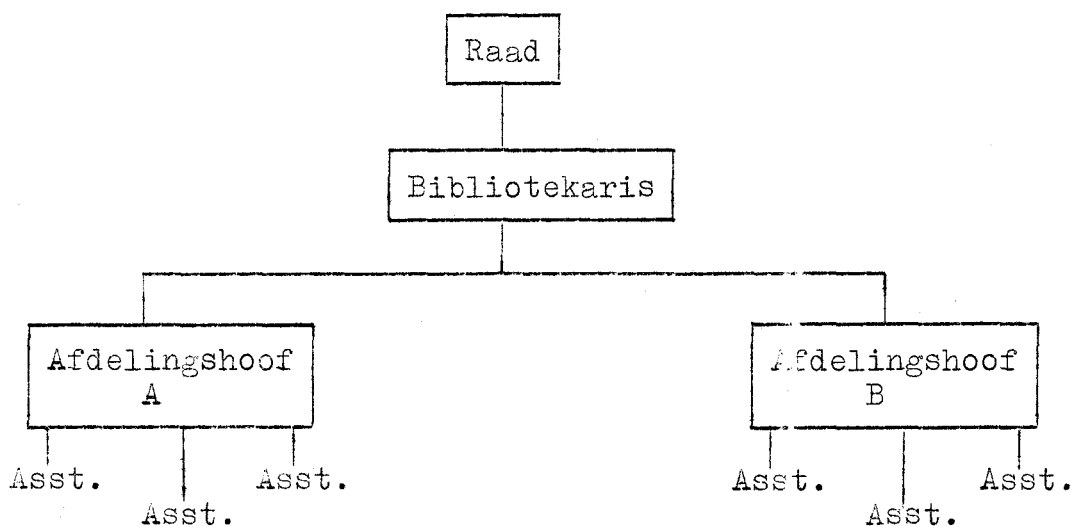 Raad
Bibliotekaris
Afdelingshoof
A
Afdelingshoof
B
Asst.
Asst.
Asst.
Asst.
Asst.
Asst.